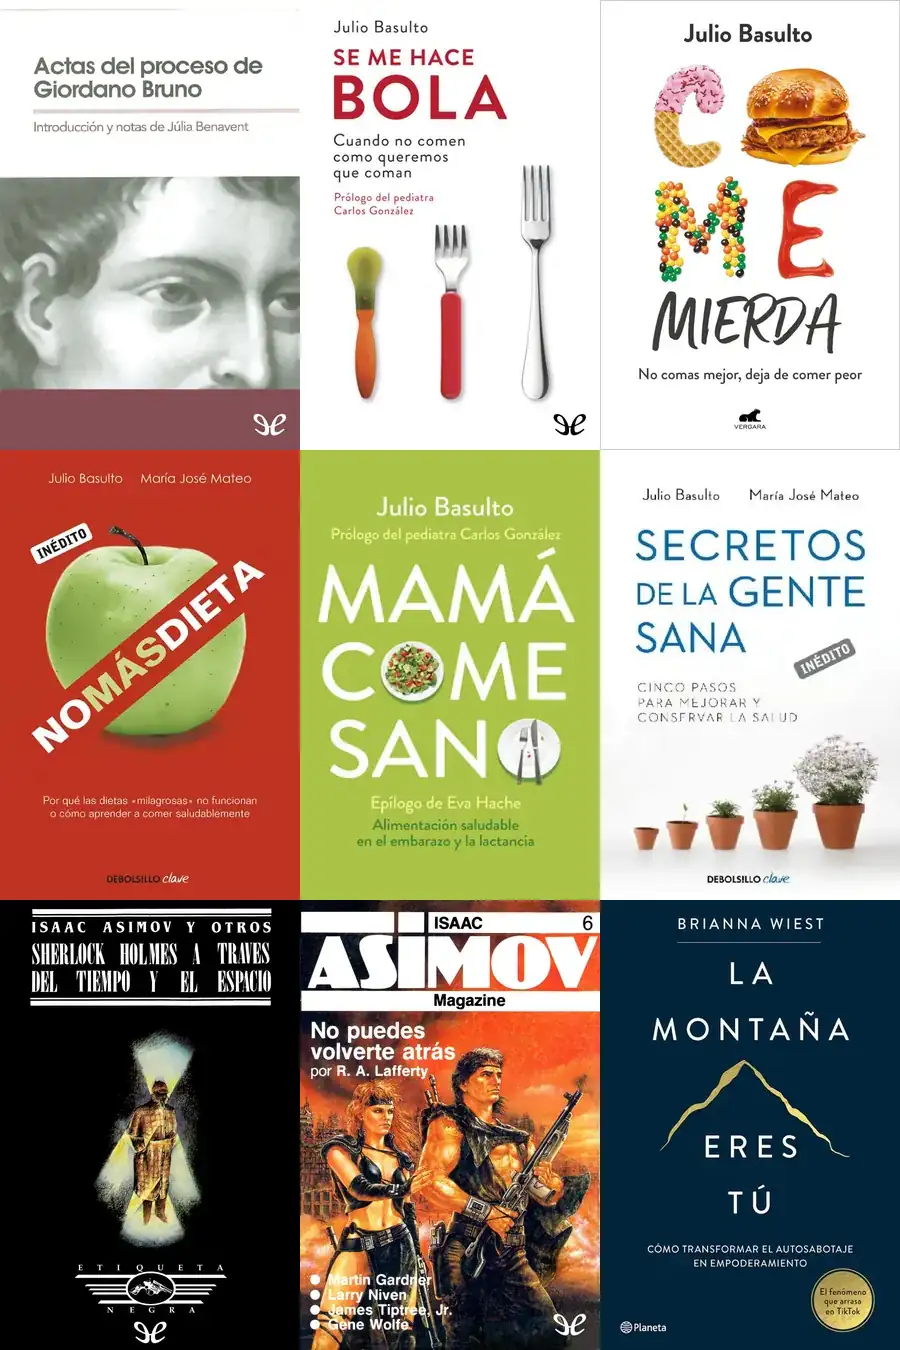 Actas del proceso de
Giordano Bruno
Introducción y notas de Júlia Benavent
Julio Basulto
SE ME HACE
BOLA
Cuando no comen
como queremos
que coman
Prólogo del pediatra
Carlos González
Julio Basulto
COME
MIERDA
No comas mejor, deja de comer peor
VERGARA
Julio Basulto María José Mateo
INÉDITO
NOMÁSDIETA
Por qué las dietas «milagrosas» no funcionan
o cómo aprender a comer saludablemente
DEBOLSILLO clave
Julio Basulto
Prólogo del pediatra Carlos González
MAMÁ
COME
SANO
Epílogo de Eva Hache
Alimentación saludable
en el embarazo y la lactancia
Julio Basulto María José Mateo
SECRETOS
DE LA GENTE
SANA
INÉDITO
CINCO PASOS
PARA MEJORAR Y
CONSERVAR LA SALUD
DEBOLSILLO clave
ISAAC ASIMOV Y OTROS
SHERLOCK HOLMES A TRAVES
DEL TIEMPO Y EL ESPACIO
ETIQUETA
NEGRA
ISAAC 6
ASIMOV
Magazine
No puedes
volverte atrás
por R. A. Lafferty
Martin Gardner
Larry Niven
James Tiptree, Jr.
Gene Wolfe
BRIANNA WIEST
LA
MONTAÑA
ERES
TÚ
CÓMO TRANSFORMAR EL AUTOSABOTAJE
EN EMPODERAMIENTO
El fenómeno
que arrasa
en TikTok
Planeta